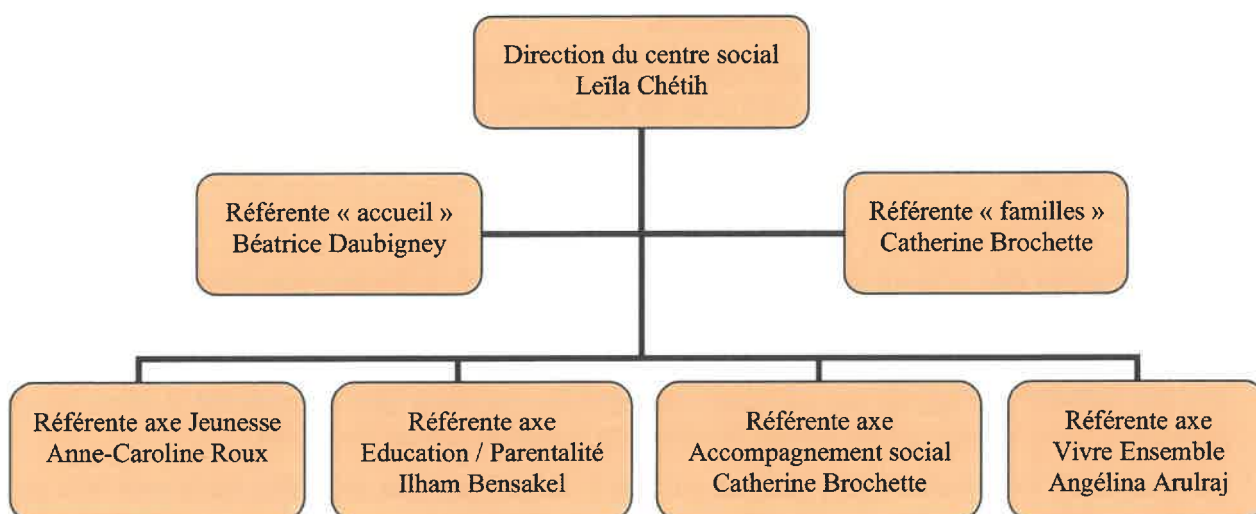 Direction du centre social
Leïla Chétih
Référente « accueil »
Béatrice Daubigney
Référente « familles »
Catherine Brochette
Référente axe Jeunesse
Anne-Caroline Roux
Référente axe
Education / Parentalité
Ilham Bensakel
Référente axe
Accompagnement social
Catherine Brochette
Référente axe
Vivre Ensemble
Angélina Arulraj